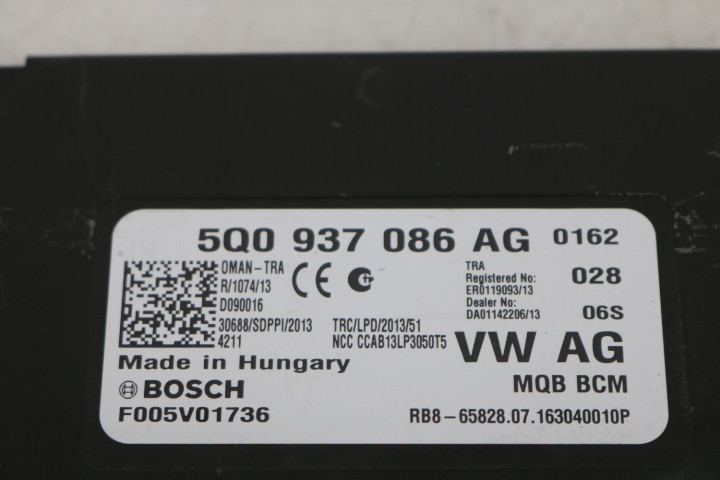 5Q0 937 086 AG 0162
OMAN-TRA
R/1074/13
D090016
30688/SDPPI/2013
4211
CE
TRC/LPD/2013/51
NCC CCAB13LP3050T5
TRA
Registered No:
ER0119093/13
Dealer No:
DA01142206/13
028
06S
VW AG
MQB BCM
Made in Hungary
BOSCH
F005V01736
RB8-65828.07.163040010P